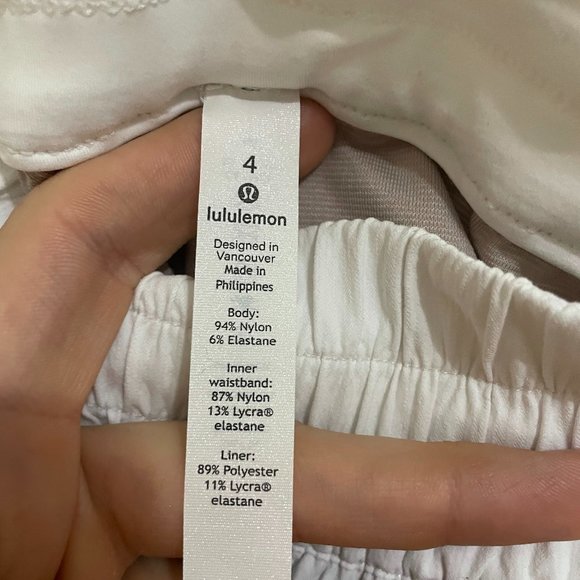 4
lululemon
Designed in
Vancouver
Made in
Philippines
Body:
94% Nylon
6% Elastane
Inner
waistband:
87% Nylon
13% Lycra®
elastane
Liner:
89% Polyester
11% Lycra®
elastane